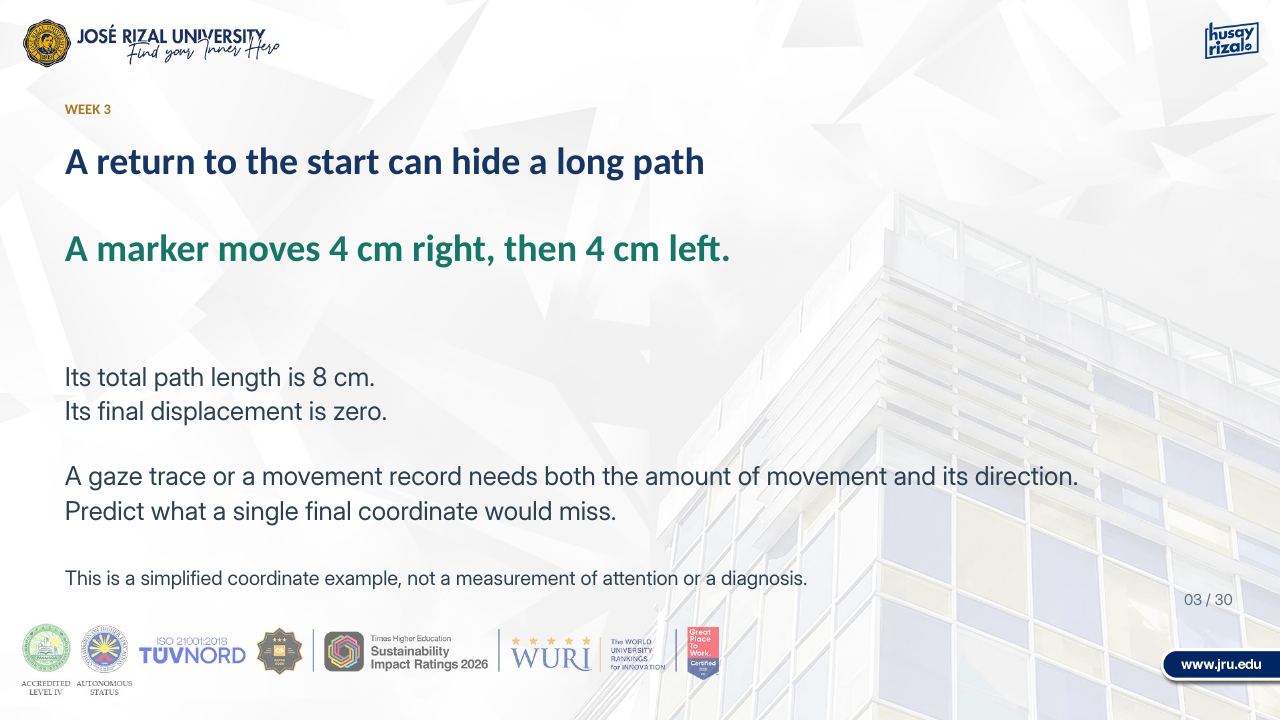 JOSÉ RIZAL UNIVERSITY
Find your Inner Hero
husay
rizal
WEEK 3
A return to the start can hide a long path
A marker moves 4 cm right, then 4 cm left.
Its total path length is 8 cm.
Its final displacement is zero.
A gaze trace or a movement record needs both the amount of movement and its direction.
Predict what a single final coordinate would miss.
This is a simplified coordinate example, not a measurement of attention or a diagnosis.
03 / 30
ACCREDITED
LEVEL IV
AUTONOMOUS
STATUS
ISO 21001:2018
TÜVNORD
Times Higher Education
Sustainability
Impact Ratings 2026
WURI
The WORLD
UNIVERSITY
RANKINGS
for INNOVATION
Great
Place
To
Work.
Certified
www.jru.edu